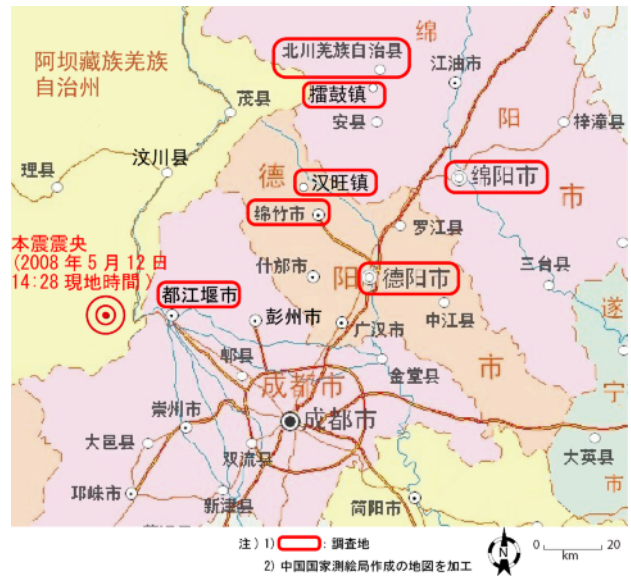 北川羌族自治县
绵
江油市
阿坝藏族羌族
自治州
擂鼓镇
茂县
安县
阳
梓潼县
汶川县
理县
德
汉旺镇
绵阳市
绵竹市
市
罗江县
本震震央
(2008 年 5 月 12 日
14:28 現地時間 )
什邡市
阳
德阳市
三台县
都江堰市
彭州市
广汉市
中江县
遂
郫县
成都市
金堂县
市
宁
崇州市
成都市
大邑县
双流县
大英县
市
邛崃市
新津县
简阳市
注) 1) : 調査地
N
0 20
km
2) 中国国家測絵局作成の地図を加工